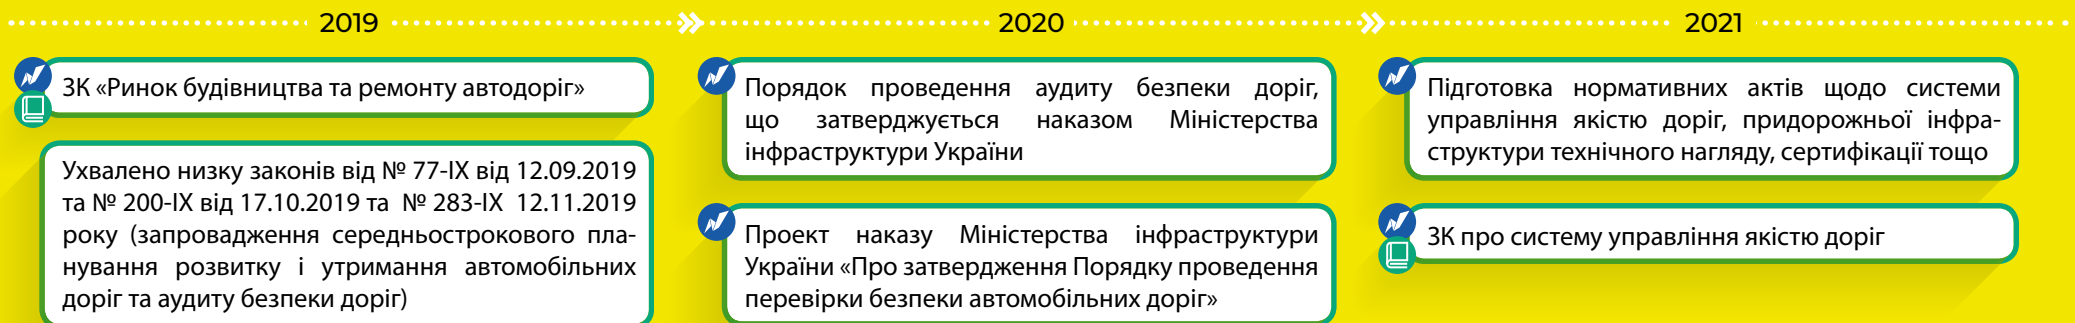 2019
ЗК «Ринок будівництва та ремонту автодоріг»
Ухвалено низку законів від № 77-IX від 12.09.2019
та № 200-IX від 17.10.2019 та № 283-IX 12.11.2019
року (запровадження середньострокового пла-
нування розвитку і утримання автомобільних
доріг та аудиту безпеки доріг)
2020
Порядок проведення аудиту безпеки доріг,
що затверджується наказом Міністерства
інфраструктури України
Проект наказу Міністерства інфраструктури
України «Про затвердження Порядку проведення
перевірки безпеки автомобільних доріг»
2021
Підготовка нормативних актів щодо системи
управління якістю доріг, придорожньої інфра-
структури технічного нагляду, сертифікації тощо
ЗК про систему управління якістю доріг